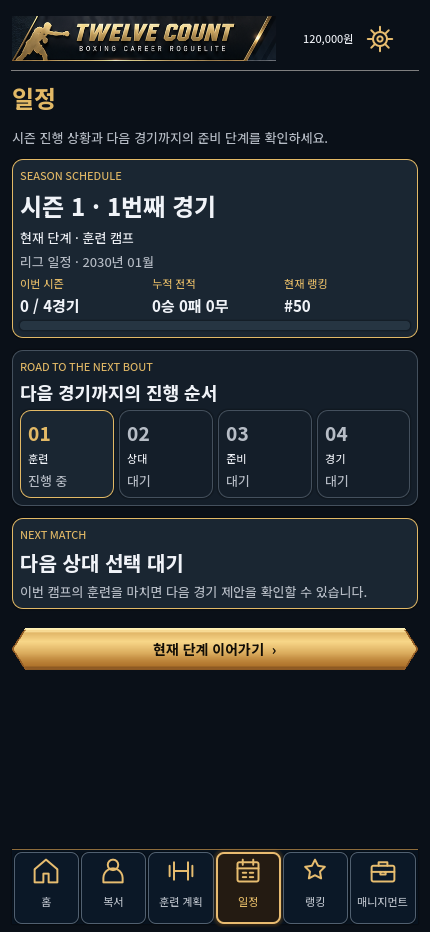 TWELVE COUNT
BOXING CAREER ROGUELITE
120,000원
일정
시즌 진행 상황과 다음 경기까지의 준비 단계를 확인하세요.
SEASON SCHEDULE
시즌 1 · 1번째 경기
현재 단계 · 훈련 캠프
리그 일정 · 2030년 01월
이번 시즌 누적 전적 현재 랭킹
0 / 4경기 0승 0패 0무 #50
ROAD TO THE NEXT BOUT
다음 경기까지의 진행 순서
01 02 03 04
훈련 상대 준비 경기
진행 중 대기 대기 대기
NEXT MATCH
다음 상대 선택 대기
이번 캠프의 훈련을 마치면 다음 경기 제안을 확인할 수 있습니다.
현재 단계 이어가기 ›
홈 복서 훈련 계획 일정 랭킹 매니지먼트